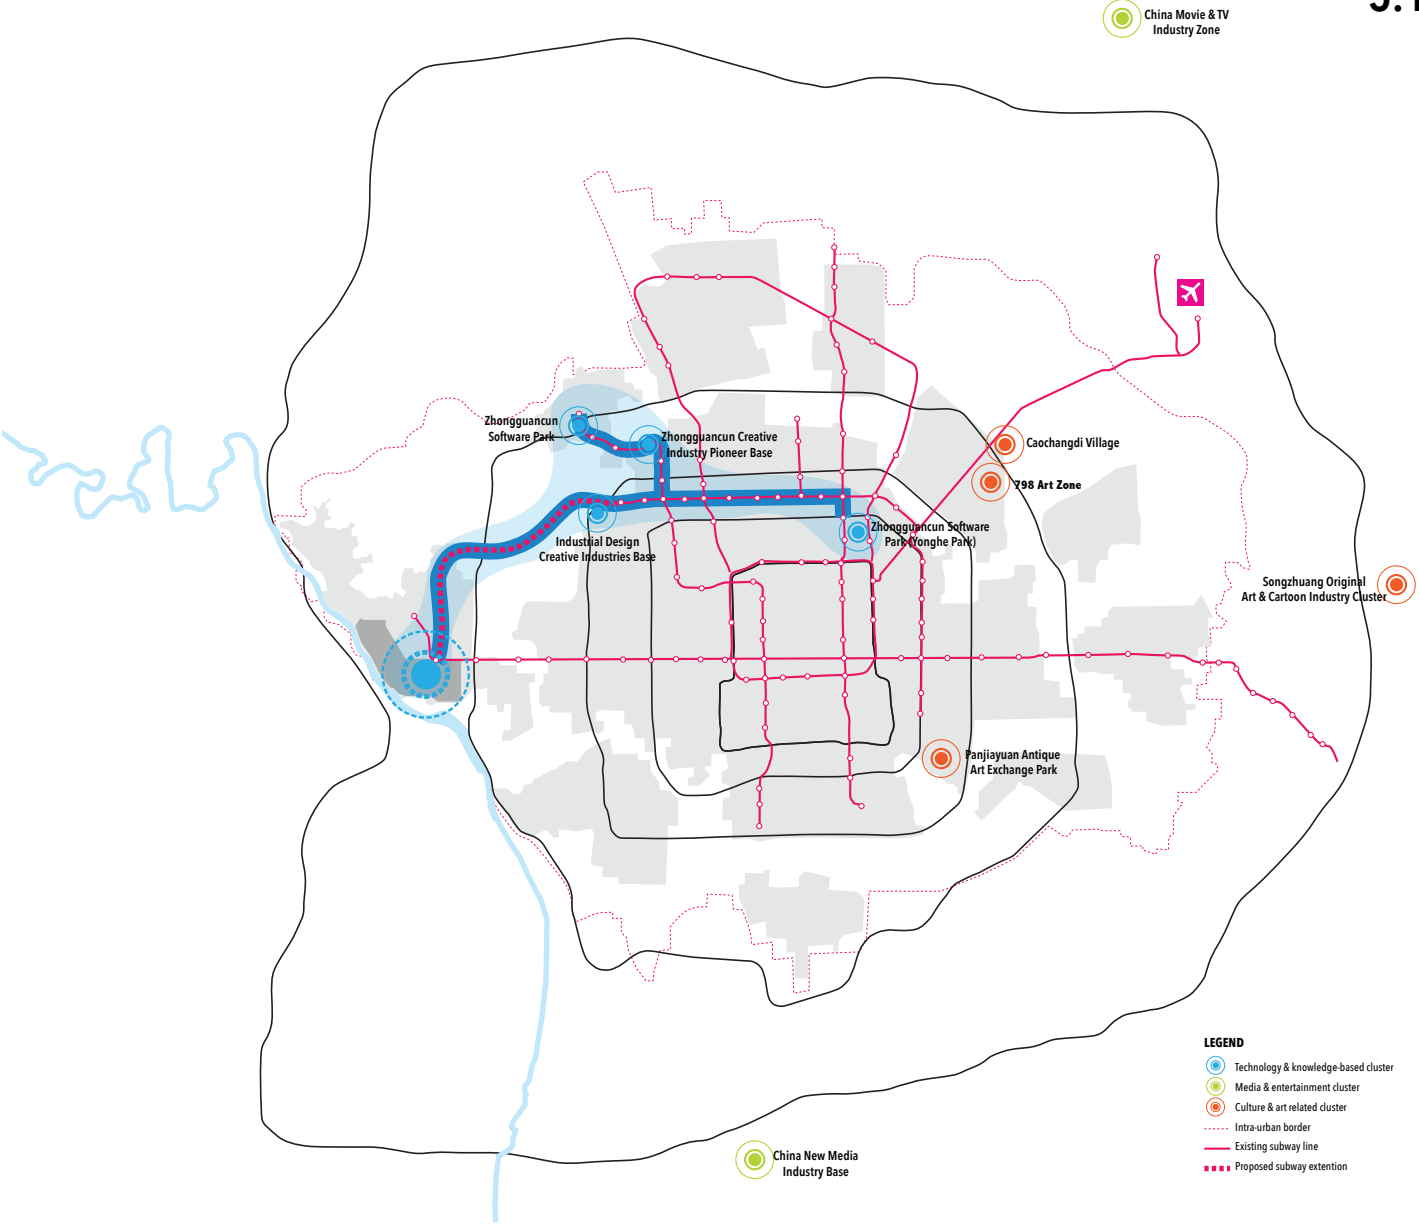 China Movie & TV
Industry Zone
Zhongguancun
Software Park
Zhongguancun Creative
Industry Pioneer Base
Caochangdi Village
798 Art Zone
Zhongguancun Software
Park (Yonghe Park)
Industrial Design
Creative Industries Base
Songzhuang Original
Art & Cartoon Industry Cluster
Panjiayuan Antique
Art Exchange Park
China New Media
Industry Base
LEGEND
Technology & knowledge-based cluster
Media & entertainment cluster
Culture & art related cluster
Intra-urban border
Existing subway line
Proposed subway extention